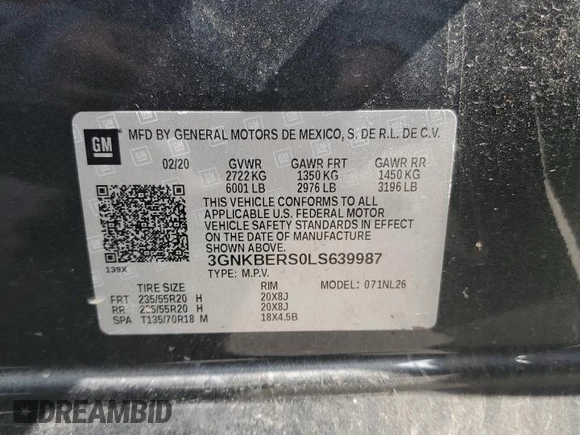 GM
MFD BY GENERAL MOTORS DE MEXICO, S. DE R.L. DE C.V.
02/20 GVWR GAWR FRT GAWR RR
2722 KG 1350 KG 1450 KG
6001 LB 2976 LB 3196 LB
THIS VEHICLE CONFORMS TO ALL
APPLICABLE U.S. FEDERAL MOTOR
VEHICLE SAFETY STANDARDS IN EFFECT
ON THE DATE OF MANUFACTURE
SHOWN ABOVE.
139X
3GNKBERS0LS639987
TYPE: M.P.V.
TIRE SIZE RIM MODEL: 071NL26
FRT 235/55R20 H 20X8J
RR 235/55R20 H 20X8J
SPA T135/70R18 M 18X4.5B
DREAMBID